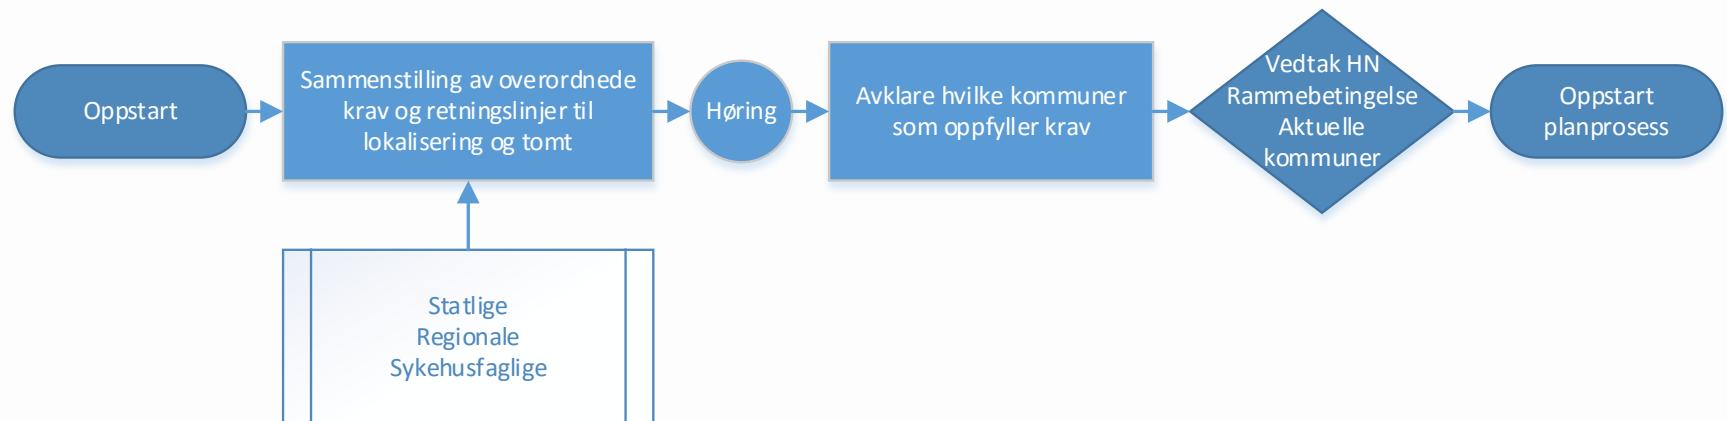 Oppstart
Sammenstilling av overordnede
krav og retningslinjer til
lokalisering og tomt
Høring
Avklare hvilke kommuner
som oppfyller krav
Vedtak HN
Rammebetingelse
Aktuelle
kommuner
Oppstart
planprosess
Statlige
Regionale
Sykehusfaglige